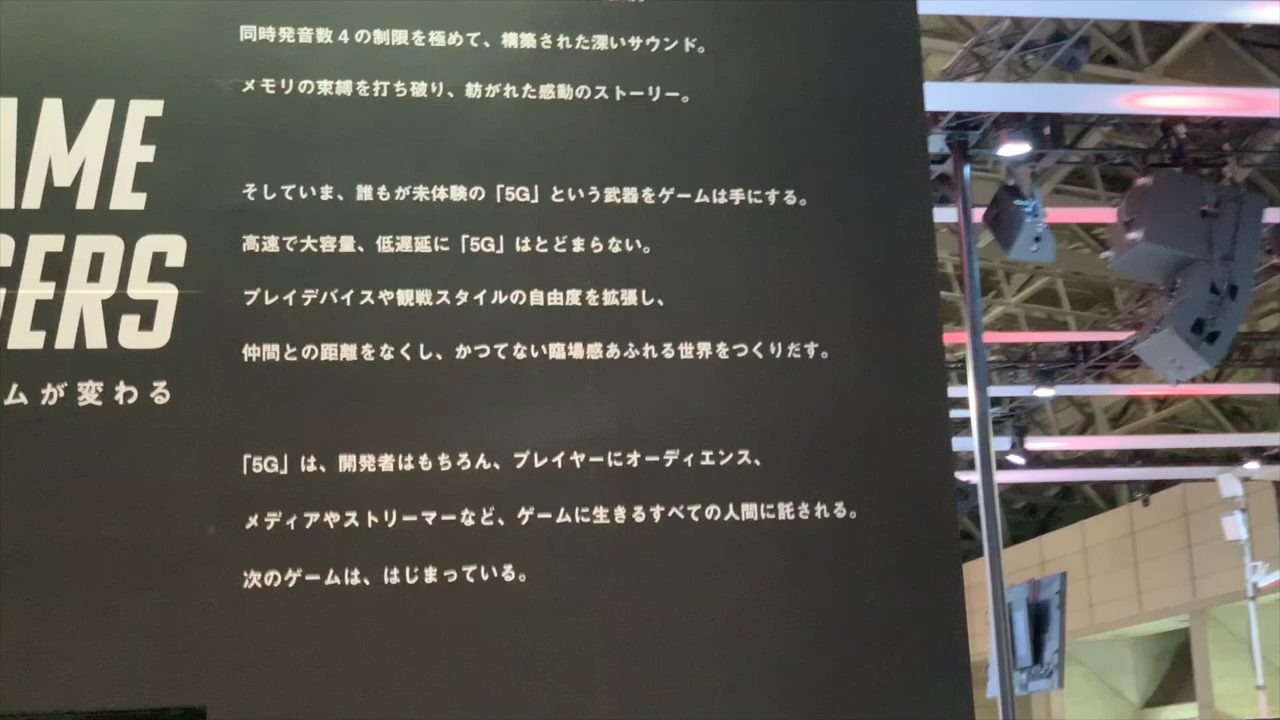 AME
GERS
ムが変わる
同時発音数4の制限を極めて、構築された深いサウンド。
メモリの束縛を打ち破り、紡がれた感動のストーリー。
そしていま、誰もが未体験の「5G」という武器をゲームは手にする。
高速で大容量、低遅延に「5G」はとどまらない。
プレイデバイスや観戦スタイルの自由度を拡張し、
仲間との距離をなくし、かつてない臨場感あふれる世界をつくりだす。
「5G」は、開発者はもちろん、プレイヤーにオーディエンス、
メディアやストリーマーなど、ゲームに生きるすべての人間に託される。
次のゲームは、はじまっている。